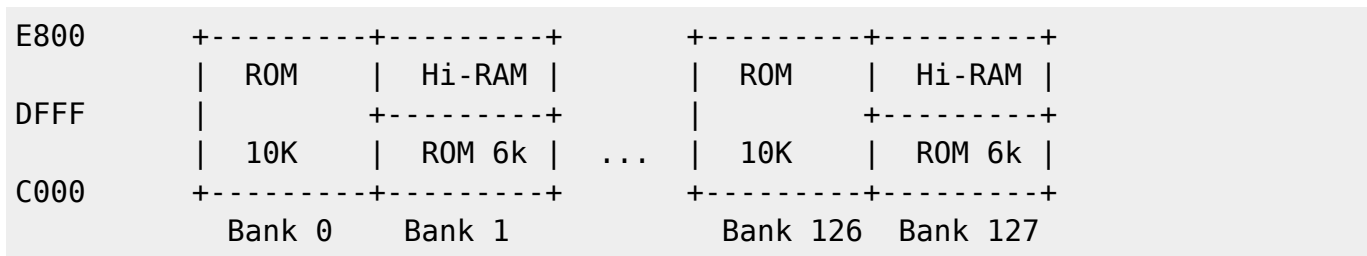 E800        +---------+---------+       +---------+---------+
            |  ROM    |  Hi-RAM |       |  ROM    |  Hi-RAM |
DFFF        |         +---------+       |         +---------+
            |  10K    |  ROM 6k |  ...  |  10K    |  ROM 6k |
C000        +---------+---------+       +---------+---------+
              Bank 0    Bank 1            Bank 126  Bank 127